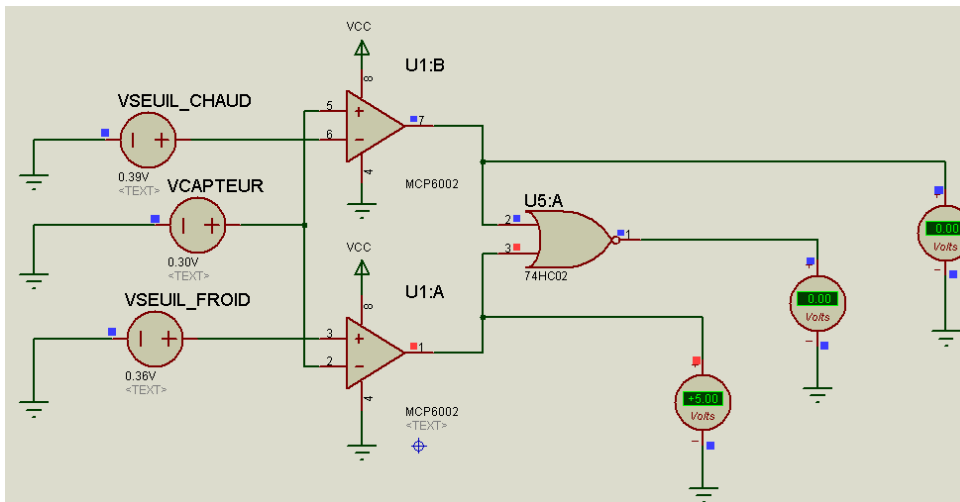 VCC
U1:B
8
VSEUIL_CHAUD
5
+
7
6
−
0.39V
<TEXT>
4
MCP6002
VCAPTEUR
U5:A
2
1
3
74HC02
0.30V
<TEXT>
VCC
U1:A
8
VSEUIL_FROID
3
+
1
2
−
0.36V
<TEXT>
4
MCP6002
<TEXT>
+
0.00
Volts
−
+
0.00
Volts
−
+
+5.00
Volts
−